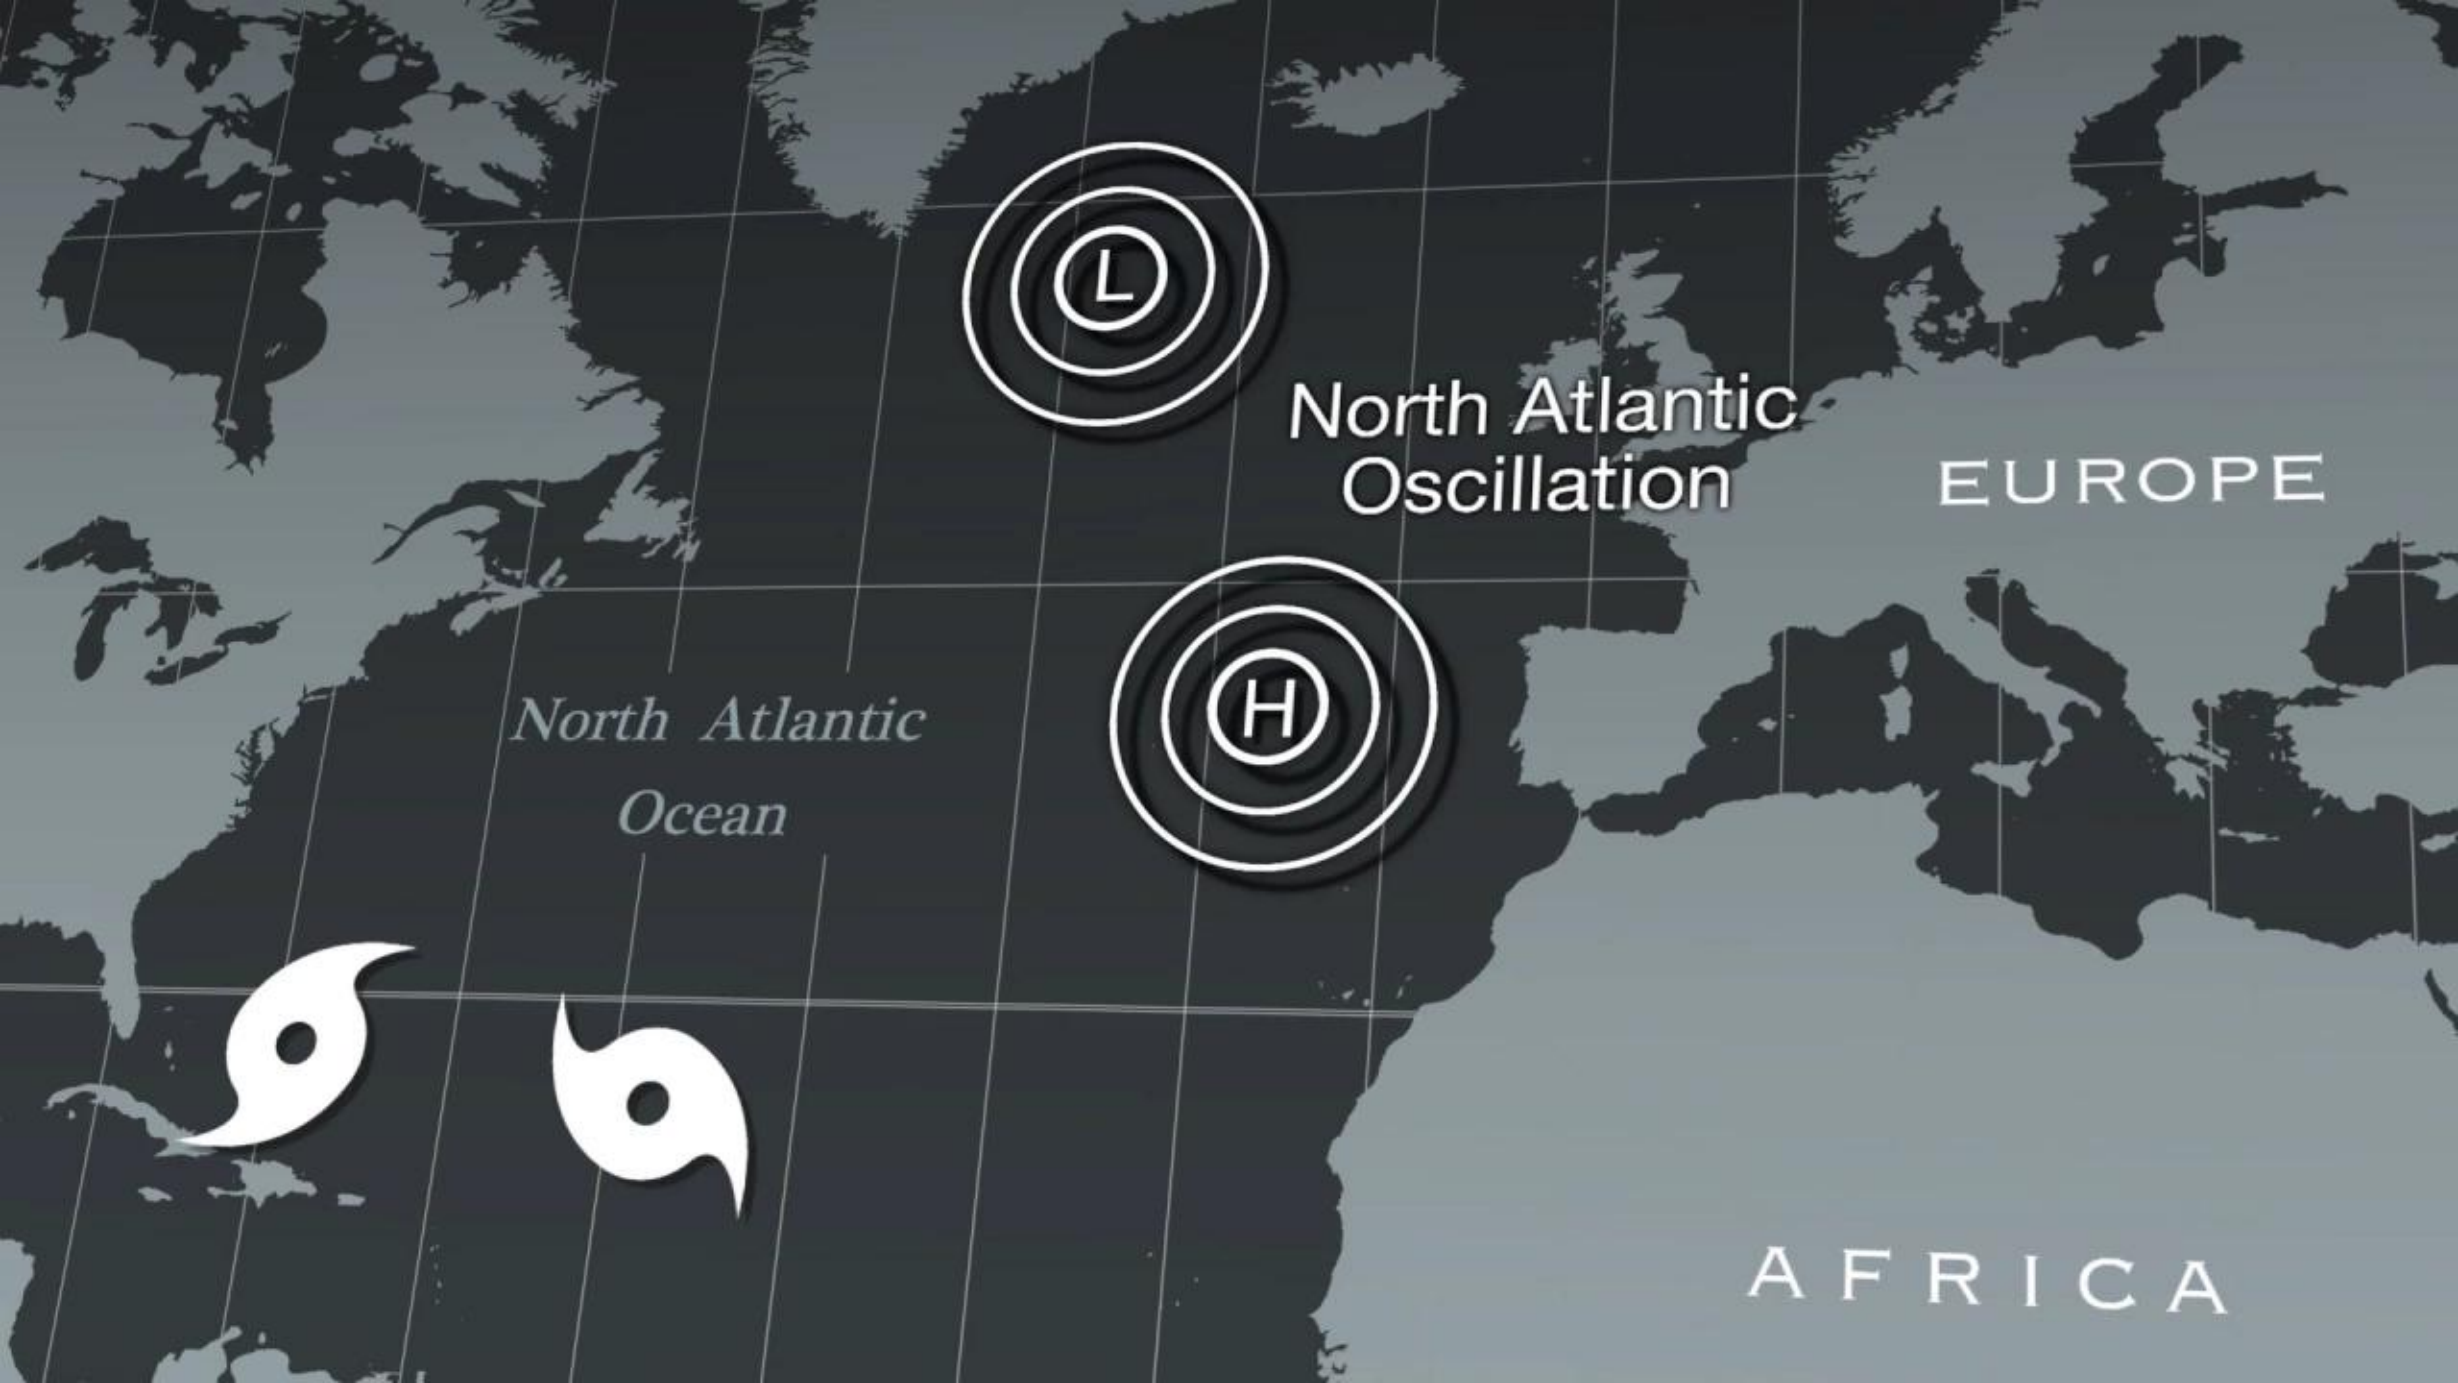 L
North Atlantic
Oscillation
EUROPE
H
North Atlantic
Ocean
AFRICA